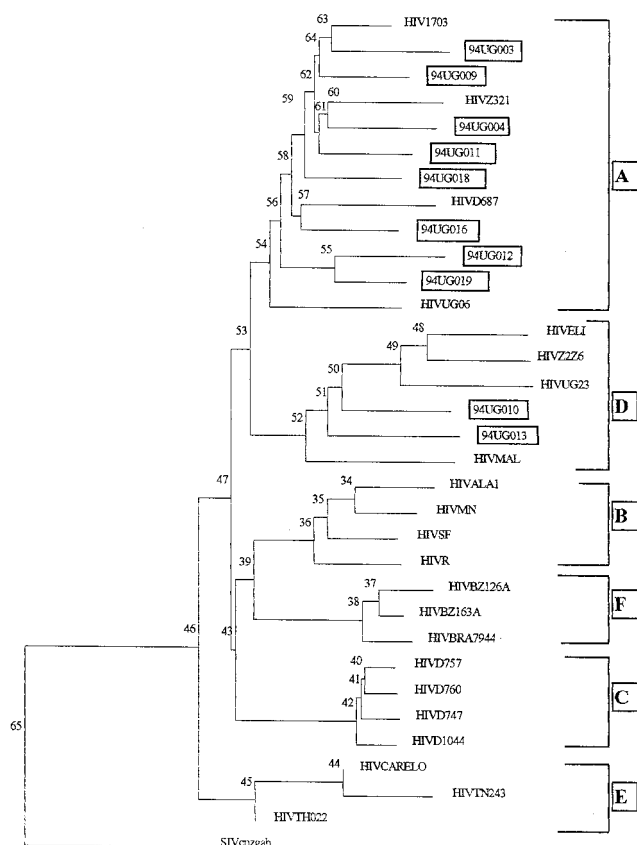 63
HIV1703
64
94UG003
62
94UG009
60
HIVZ321
59
61
94UG004
94UG011
58
94UG018
A
57
HIVD687
56
94UG016
54
55
94UG012
94UG019
HIVUG06
53
48
HIVELI
49
HIVZ2Z6
50
HIVUG23
51
94UG010
D
52
94UG013
HIVMAL
47
34
HIVALA1
35
HIVMN
B
36
HIVSF
39
HIVR
37
HIVBZ126A
38
HIVBZ163A
F
46
43
HIVBRA7944
40
HIVD757
41
HIVD760
C
42
HIVD747
65
HIVD1044
44
HIVCARELO
45
HIVTN243
E
HIVTH022
SIVcpzgab